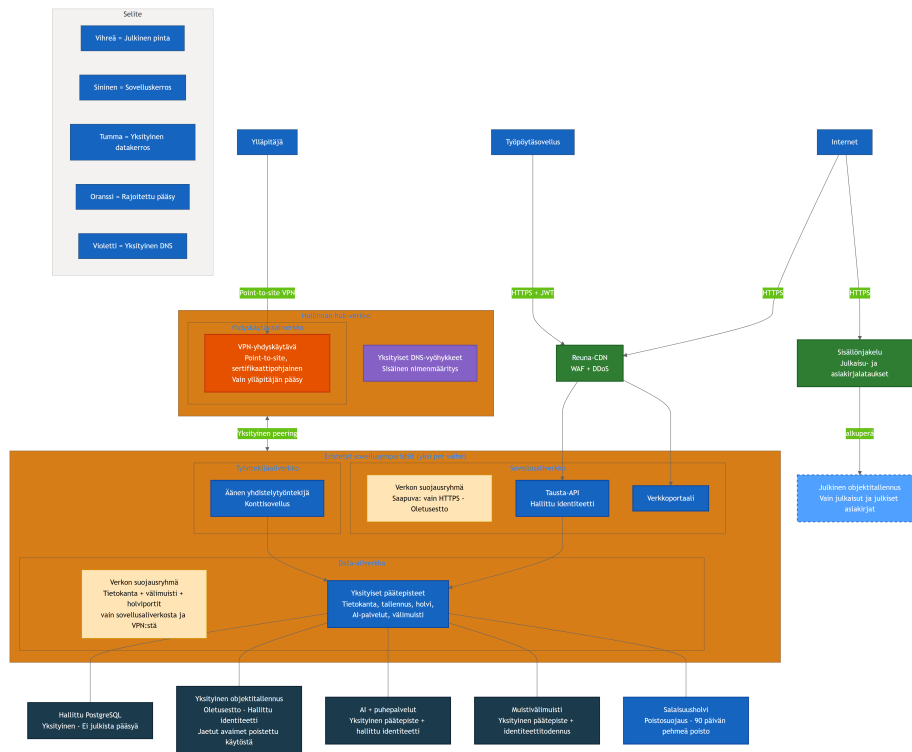 Selite
Vihreä = Julkinen pinta
Sininen = Sovelluskerros
Tumma = Yksityinen
datakerros
Oranssi = Rajoitettu pääsy
Violetti = Yksityinen DNS
Ylläpitäjä
Työpöytäsovellus
Internet
Point-to-site VPN
HTTPS + JWT
HTTPS
HTTPS
VPN-yhdyskäytävä
Point-to-site,
sertifikaattipohjainen
Vain ylläpitäjän pääsy
Yksityiset DNS-vyöhykkeet
Sisäinen nimenmääritys
Reuna-CDN
WAF + DDoS
Sisällönjakelu
Julkaisu- ja
asiakirjalataukset
Yksityinen peering
alkuperä
Äänen yhdistelytyöntekijä
Konttisovellus
Verkon suojausryhmä
Saapuva: vain HTTPS -
Oletusesto
Tausta-API
Hallittu identiteetti
Verkkoportaali
Julkinen objektitallennus
Vain julkaisut ja julkiset
asiakirjat
Data-aliverkko
Verkon suojausryhmä
Tietokanta + välimuisti +
holviportit
vain sovellusaliverkosta ja
VPN:stä
Yksityiset päätepisteet
Tietokanta, tallennus, holvi,
AI-palvelut, välimuisti
Hallittu PostgreSQL
Yksityinen - Ei julkista pääsyä
Yksityinen objektitallennus
Oletusesto - Hallittu
identiteetti
Jaetut avaimet poistettu
käytöstä
AI + puhepalvelut
Yksityinen päätepiste +
hallittu identiteetti
Muistivälimuisti
Yksityinen päätepiste +
identiteettitodennus
Salaisuusholvi
Poistosuojaus - 90 päivän
pehmeä poisto